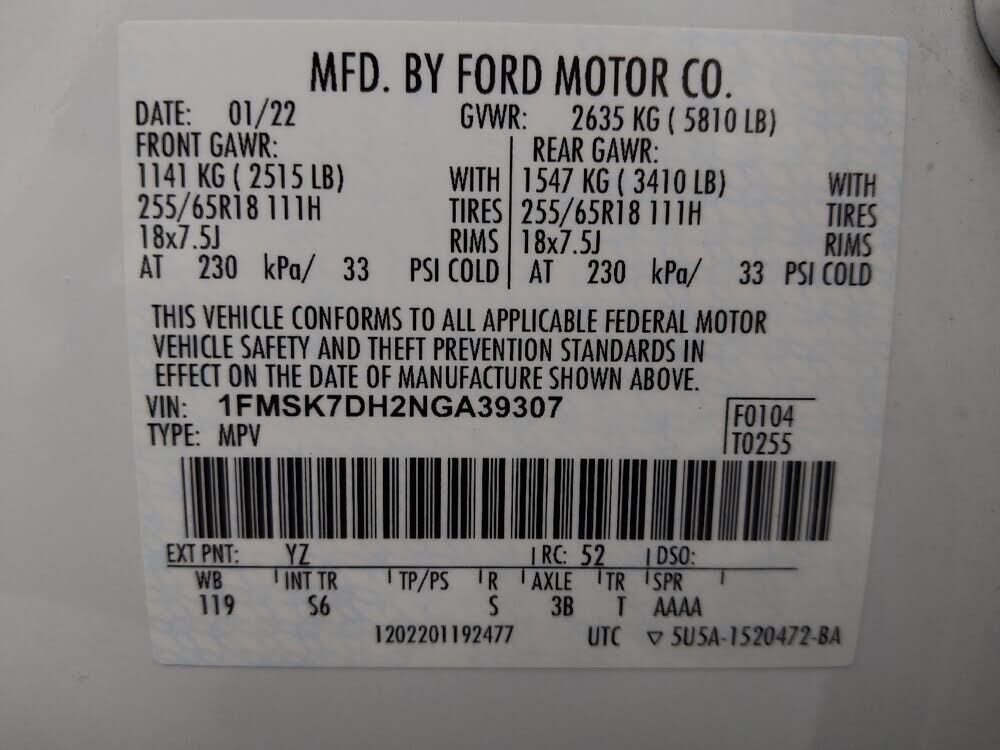 MFD. BY FORD MOTOR CO.
DATE: 01/22 GVWR: 2635 KG ( 5810 LB)
FRONT GAWR: REAR GAWR:
1141 KG ( 2515 LB) WITH 1547 KG ( 3410 LB) WITH
255/65R18 111H TIRES 255/65R18 111H TIRES
18x7.5J RIMS 18x7.5J RIMS
AT 230 kPa/ 33 PSI COLD AT 230 kPa/ 33 PSI COLD
THIS VEHICLE CONFORMS TO ALL APPLICABLE FEDERAL MOTOR
VEHICLE SAFETY AND THEFT PREVENTION STANDARDS IN
EFFECT ON THE DATE OF MANUFACTURE SHOWN ABOVE.
VIN: 1FMSK7DH2NGA39307 F0104
TYPE: MPV T0255
EXT PNT: YZ RC: 52 DSO:
WB INT TR TP/PS R AXLE TR SPR
119 S6 S 3B T AAAA
1202201192477 UTC ▽ 5U5A-1520472-BA